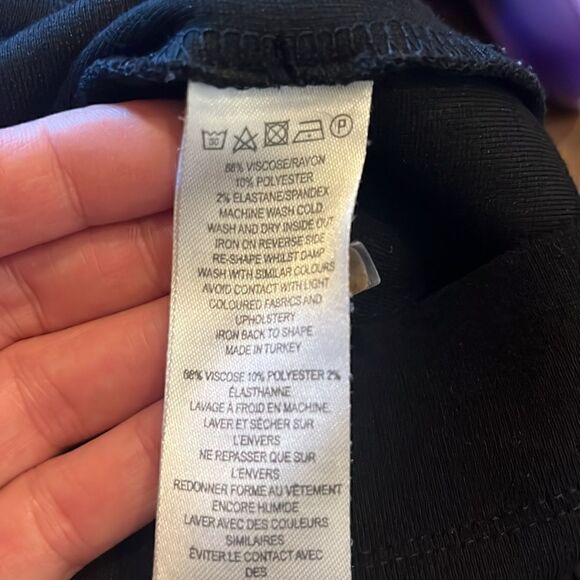 30 P
88% VISCOSE/RAYON
10% POLYESTER
2% ELASTANE/SPANDEX
MACHINE WASH COLD
WASH AND DRY INSIDE OUT
IRON ON REVERSE SIDE
RE-SHAPE WHILST DAMP
WASH WITH SIMILAR COLOURS
AVOID CONTACT WITH LIGHT
COLOURED FABRICS AND
UPHOLSTERY
IRON BACK TO SHAPE
MADE IN TURKEY
88% VISCOSE 10% POLYESTER 2%
ÉLASTHANNE
LAVAGE À FROID EN MACHINE.
LAVER ET SÉCHER SUR
L'ENVERS
NE REPASSER QUE SUR
L'ENVERS
REDONNER FORME AU VÊTEMENT
ENCORE HUMIDE
LAVER AVEC DES COULEURS
SIMILAIRES
ÉVITER LE CONTACT AVEC
DES